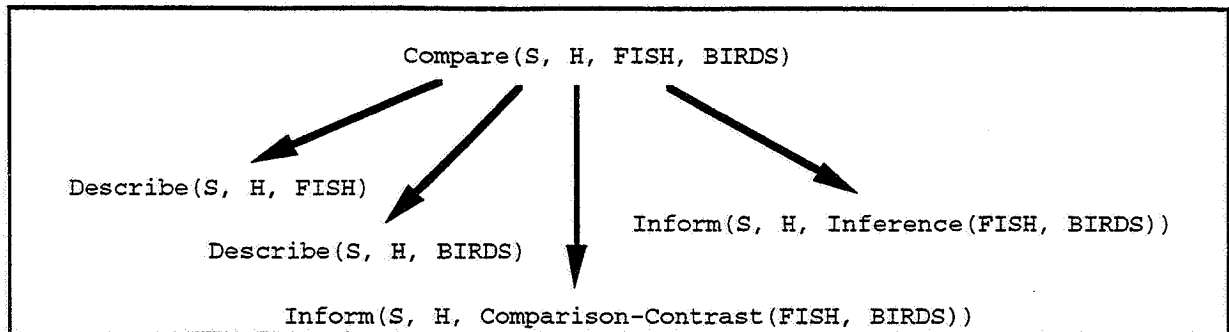 Compare(S, H, FISH, BIRDS)
Describe(S, H, FISH)
Describe(S, H, BIRDS)
Inform(S, H, Inference(FISH, BIRDS))
Inform(S, H, Comparison-Contrast(FISH, BIRDS))